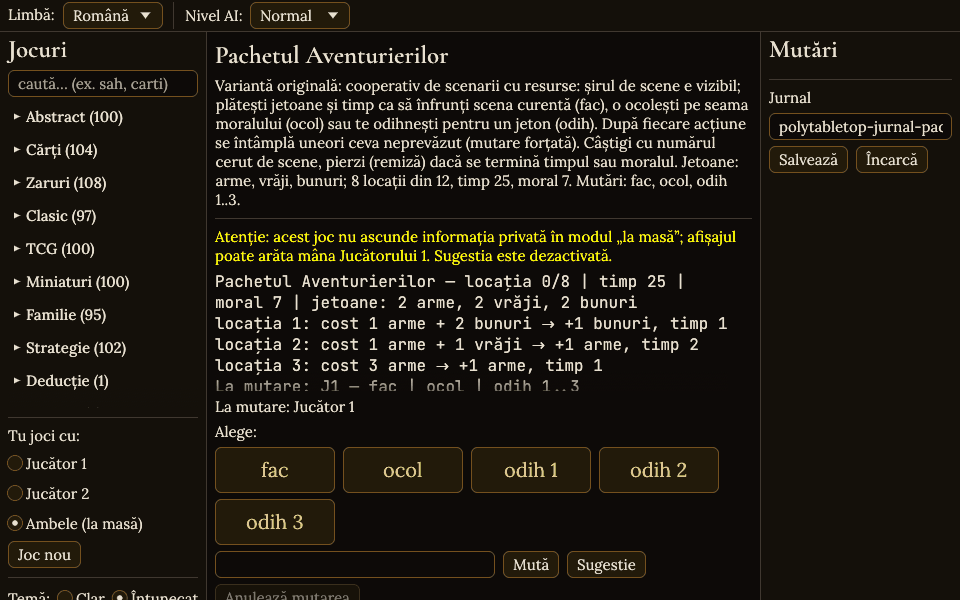 Limbă: Română ▼ Nivel AI: Normal ▼
Jocuri
caută... (ex. sah, carti)
▸ Abstract (100)
▸ Cărți (104)
▸ Zaruri (108)
▸ Clasic (97)
▸ TCG (100)
▸ Miniaturi (100)
▸ Familie (95)
▸ Strategie (102)
▸ Deducție (1)
Tu joci cu:
Jucător 1
Jucător 2
Ambele (la masă)
Joc nou
Temă: Clar Întunecat
Pachetul Aventurierilor
Variantă originală: cooperativ de scenarii cu resurse: șirul de scene e vizibil;
plătești jetoane și timp ca să înfrunți scena curentă (fac), o ocolești pe seama
moralului (ocol) sau te odihnești pentru un jeton (odih). După fiecare acțiune
se întâmplă uneori ceva neprevăzut (mutare forțată). Câștigi cu numărul
cerut de scene, pierzi (remiză) dacă se termină timpul sau moralul. Jetoane:
arme, vrăji, bunuri; 8 locații din 12, timp 25, moral 7. Mutări: fac, ocol, odih
1..3.
Atenție: acest joc nu ascunde informația privată în modul „la masă”; afișajul
poate arăta mâna Jucătorului 1. Sugestia este dezactivată.
Pachetul Aventurierilor — locația 0/8 | timp 25 |
moral 7 | jetoane: 2 arme, 2 vrăji, 2 bunuri
locația 1: cost 1 arme + 2 bunuri → +1 bunuri, timp 1
locația 2: cost 1 arme + 1 vrăji → +1 arme, timp 2
locația 3: cost 3 arme → +1 arme, timp 1
La mutare: J1 — fac | ocol | odih 1..3
La mutare: Jucător 1
Alege:
fac ocol odih 1 odih 2
odih 3
Mută Sugestie
Anulează mutarea
Mutări
Jurnal
polytabletop-jurnal-pac
Salvează Încarcă